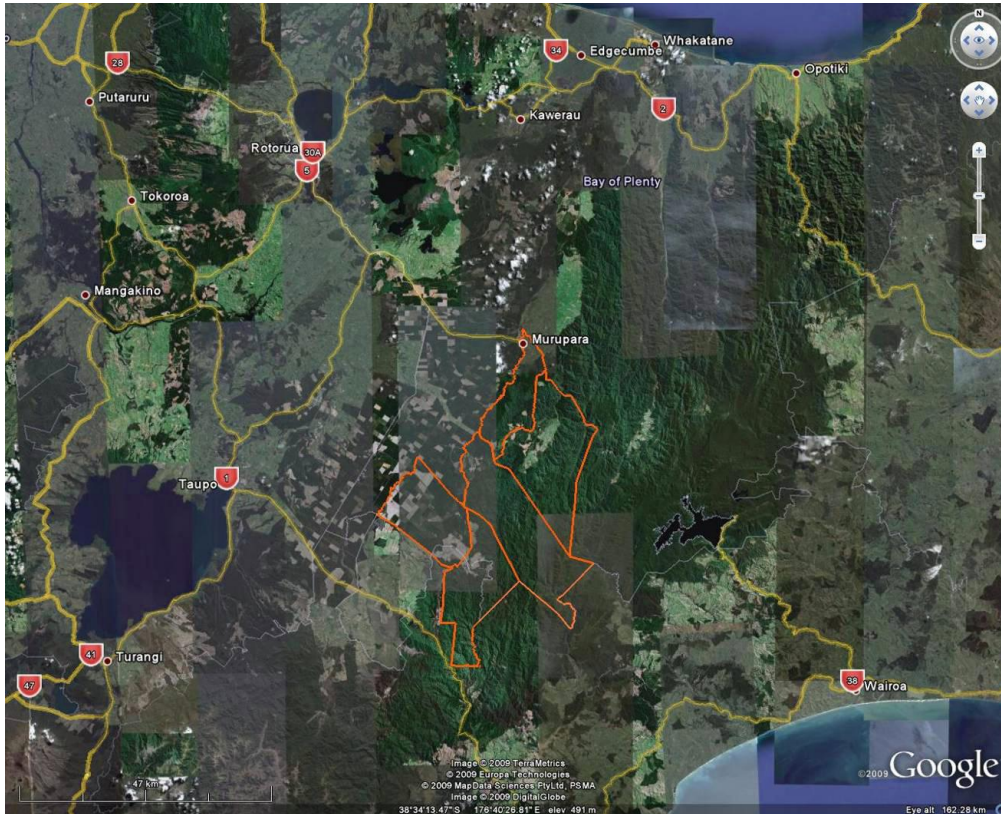 N
Whakatane
34
Edgecumbe
28
Opotiki
Putaruru
2
Kawerau
Rotorua
30A
5
Bay of Plenty
Tokoroa
Mangakino
Murupara
1
Taupo
41
Turangi
47
38
Wairoa
Image © 2009 TerraMetrics
© 2009 Europa Technologies
© 2009 MapData Sciences PtyLtd, PSMA
Image © 2009 DigitalGlobe
©2009 Google
47 km
38°34'13.47" S 176°40'26.81" E elev 491 m
Eye alt 162.28 km